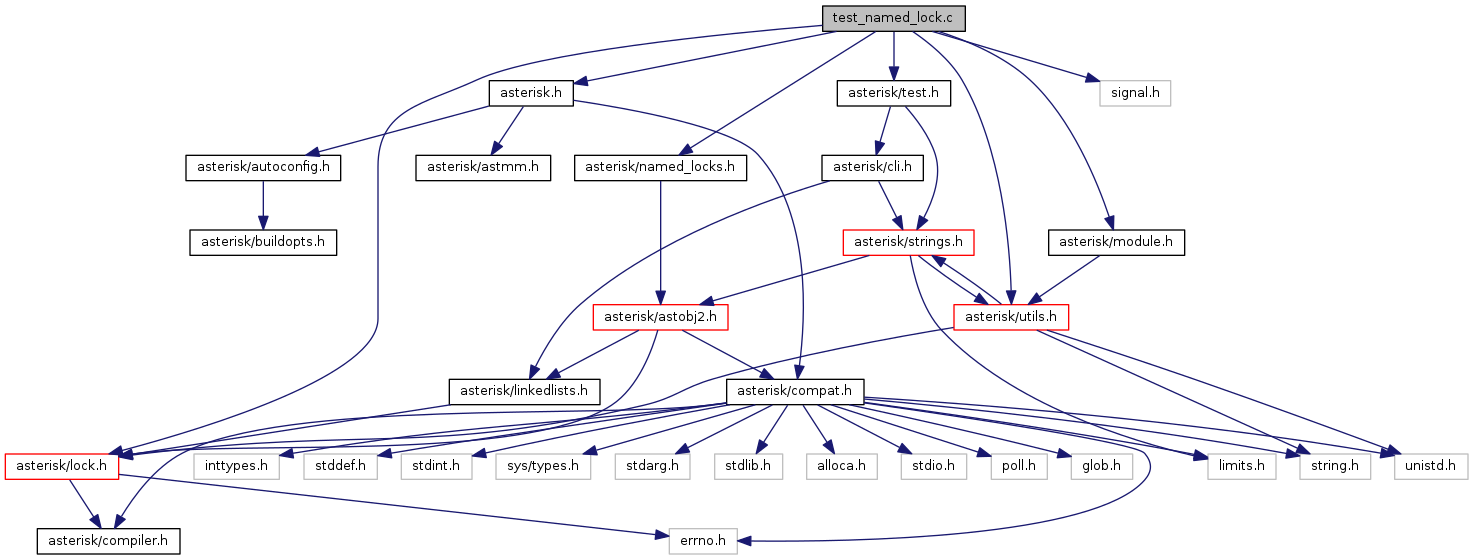 test_named_lock.c
asterisk.h
asterisk/test.h
signal.h
asterisk/autoconfig.h
asterisk/astmm.h
asterisk/named_locks.h
asterisk/cli.h
asterisk/buildopts.h
asterisk/strings.h
asterisk/module.h
asterisk/astobj2.h
asterisk/utils.h
asterisk/linkedlists.h
asterisk/compat.h
asterisk/lock.h
inttypes.h
stddef.h
stdint.h
sys/types.h
stdarg.h
stdlib.h
alloca.h
stdio.h
poll.h
glob.h
limits.h
string.h
unistd.h
asterisk/compiler.h
errno.h